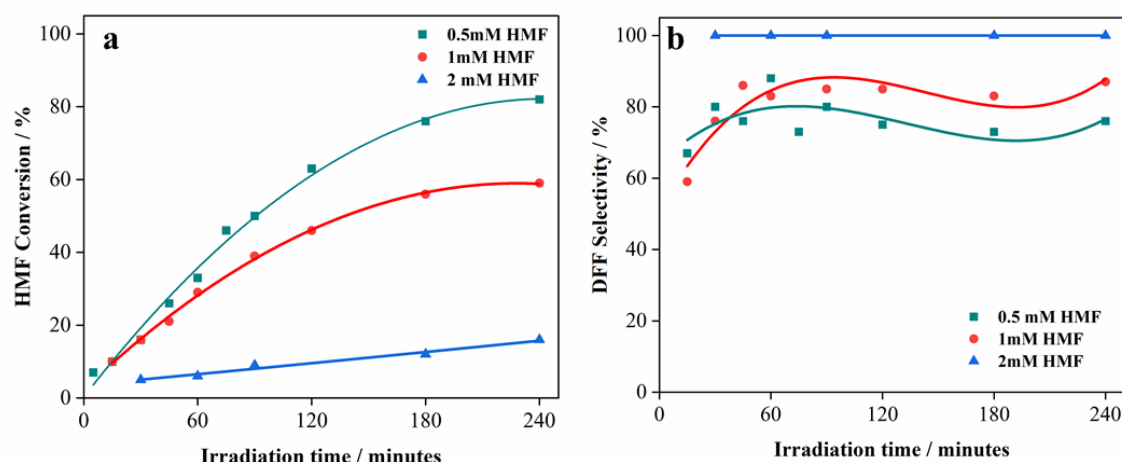 a
0.5mM HMF
1mM HMF
2 mM HMF
HMF Conversion / %
100
80
60
40
20
0
0 60 120 180 240
Irradiation time / minutes
b
DFF Selectivity / %
100
80
60
40
20
0
0.5 mM HMF
1mM HMF
2mM HMF
0 60 120 180 240
Irradiation time / minutes